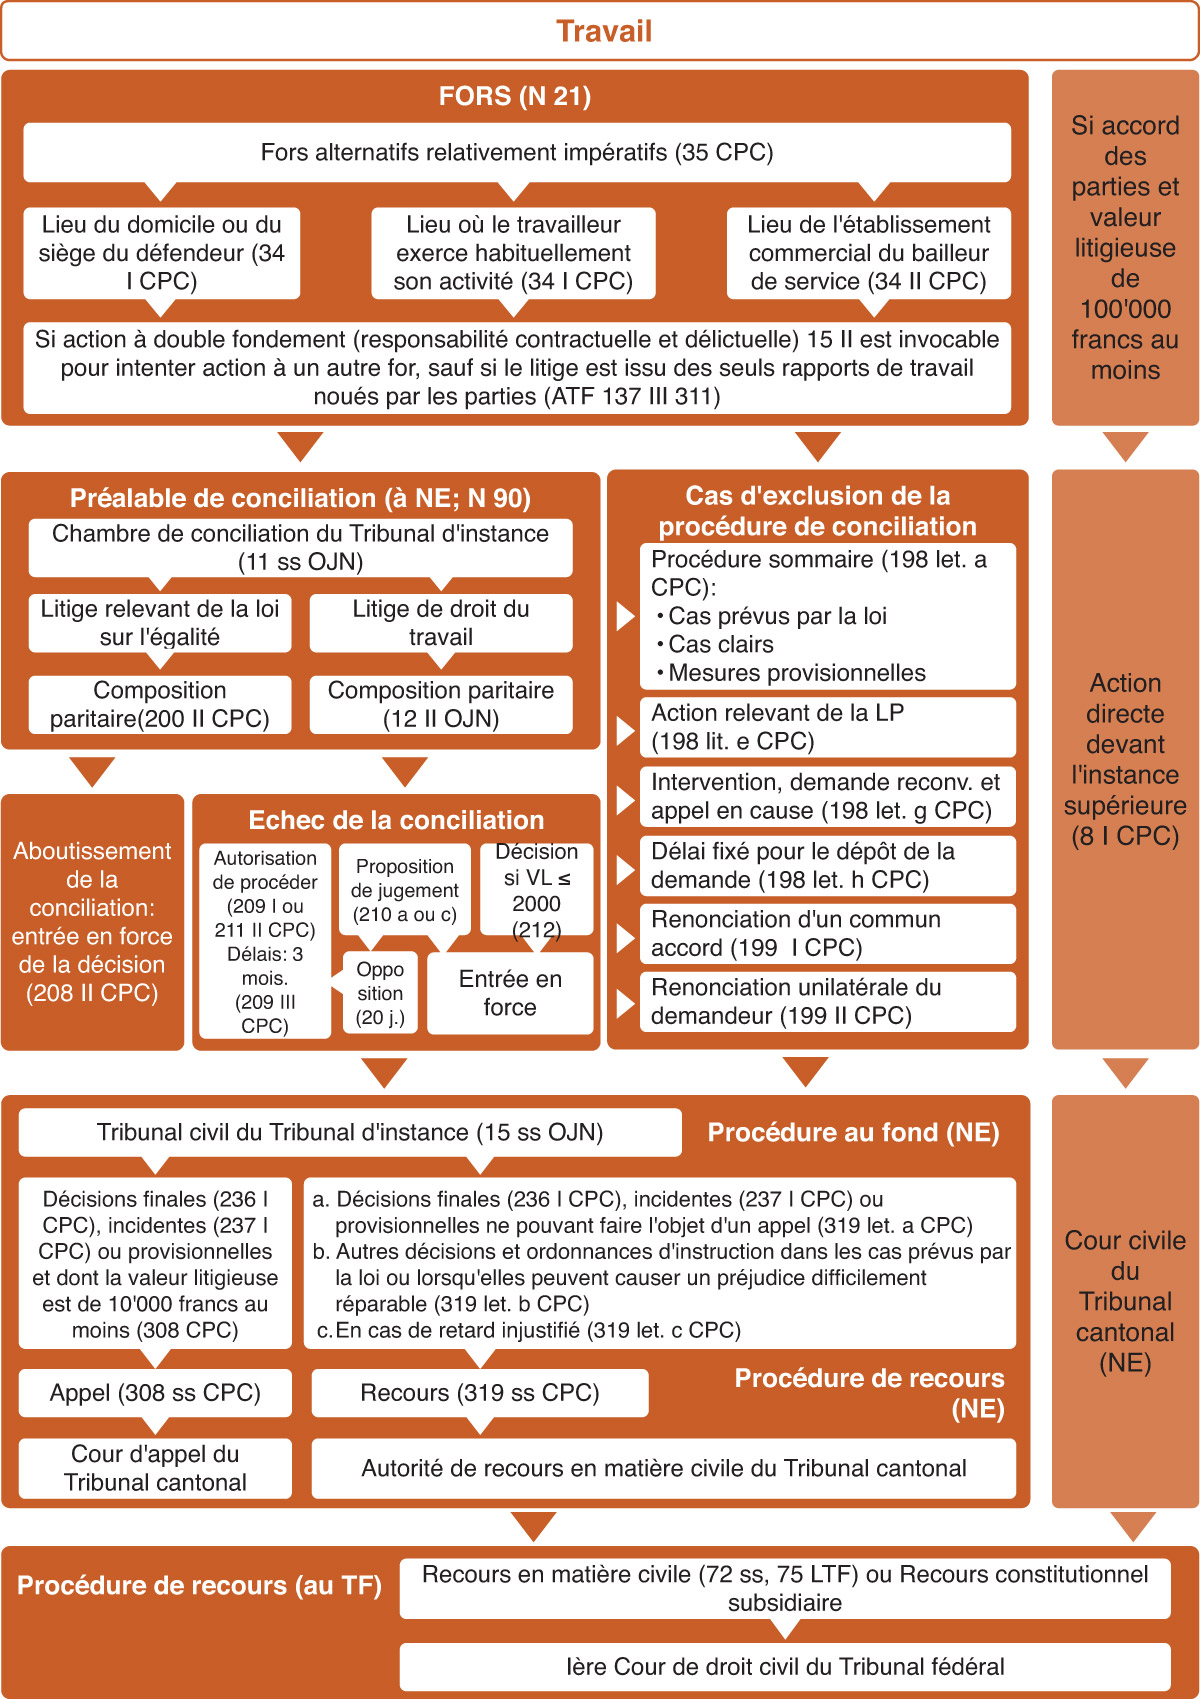 Travail
FORS (N 21)
Fors alternatifs relativement impératifs (35 CPC)
Lieu du domicile ou du
siège du défendeur (34
I CPC)
Lieu où le travailleur
exerce habituellement
son activité (34 I CPC)
Lieu de l'établissement
commercial du bailleur
de service (34 II CPC)
Si action à double fondement (responsabilité contractuelle et délictuelle) 15 II est invocable
pour intenter action à un autre for, sauf si le litige est issu des seuls rapports de travail
noués par les parties (ATF 137 III 311)
Si accord
des
parties et
valeur
litigieuse
de
100'000
francs au
moins
Préalable de conciliation (à NE; N 90)
Chambre de conciliation du Tribunal d'instance
(11 ss OJN)
Litige relevant de la loi
sur l'égalité
Litige de droit du
travail
Composition
paritaire(200 II CPC)
Composition paritaire
(12 II OJN)
Cas d'exclusion de la
procédure de conciliation
Procédure sommaire (198 let. a
CPC):
• Cas prévus par la loi
• Cas clairs
• Mesures provisionnelles
Action relevant de la LP
(198 lit. e CPC)
Intervention, demande reconv. et
appel en cause (198 let. g CPC)
Délai fixé pour le dépôt de la
demande (198 let. h CPC)
Renonciation d'un commun
accord (199  I CPC)
Renonciation unilatérale du
demandeur (199 II CPC)
Action
directe
devant
l'instance
supérieure
(8 I CPC)
Aboutissement
de la
conciliation:
entrée en force
de la décision
(208 II CPC)
Echec de la conciliation
Autorisation
de procéder
(209 I ou
211 II CPC)
Délais: 3
mois.
(209 III
CPC)
Proposition
de jugement
(210 a ou c)
Décision
si VL ≤
2000
(212)
Oppo
sition
(20 j.)
Entrée en
force
Tribunal civil du Tribunal d'instance (15 ss OJN)
Procédure au fond (NE)
Décisions finales (236 I
CPC), incidentes (237 I
CPC) ou provisionnelles
et dont la valeur litigieuse
est de 10'000 francs au
moins (308 CPC)
a. Décisions finales (236 I CPC), incidentes (237 I CPC) ou
provisionnelles ne pouvant faire l'objet d'un appel (319 let. a CPC)
b. Autres décisions et ordonnances d'instruction dans les cas prévus par
la loi ou lorsqu'elles peuvent causer un préjudice difficilement
réparable (319 let. b CPC)
c. En cas de retard injustifié (319 let. c CPC)
Appel (308 ss CPC)
Recours (319 ss CPC)
Procédure de recours
(NE)
Cour d'appel du
Tribunal cantonal
Autorité de recours en matière civile du Tribunal cantonal
Cour civile
du
Tribunal
cantonal
(NE)
Procédure de recours (au TF)
Recours en matière civile (72 ss, 75 LTF) ou Recours constitutionnel
subsidiaire
Ière Cour de droit civil du Tribunal fédéral